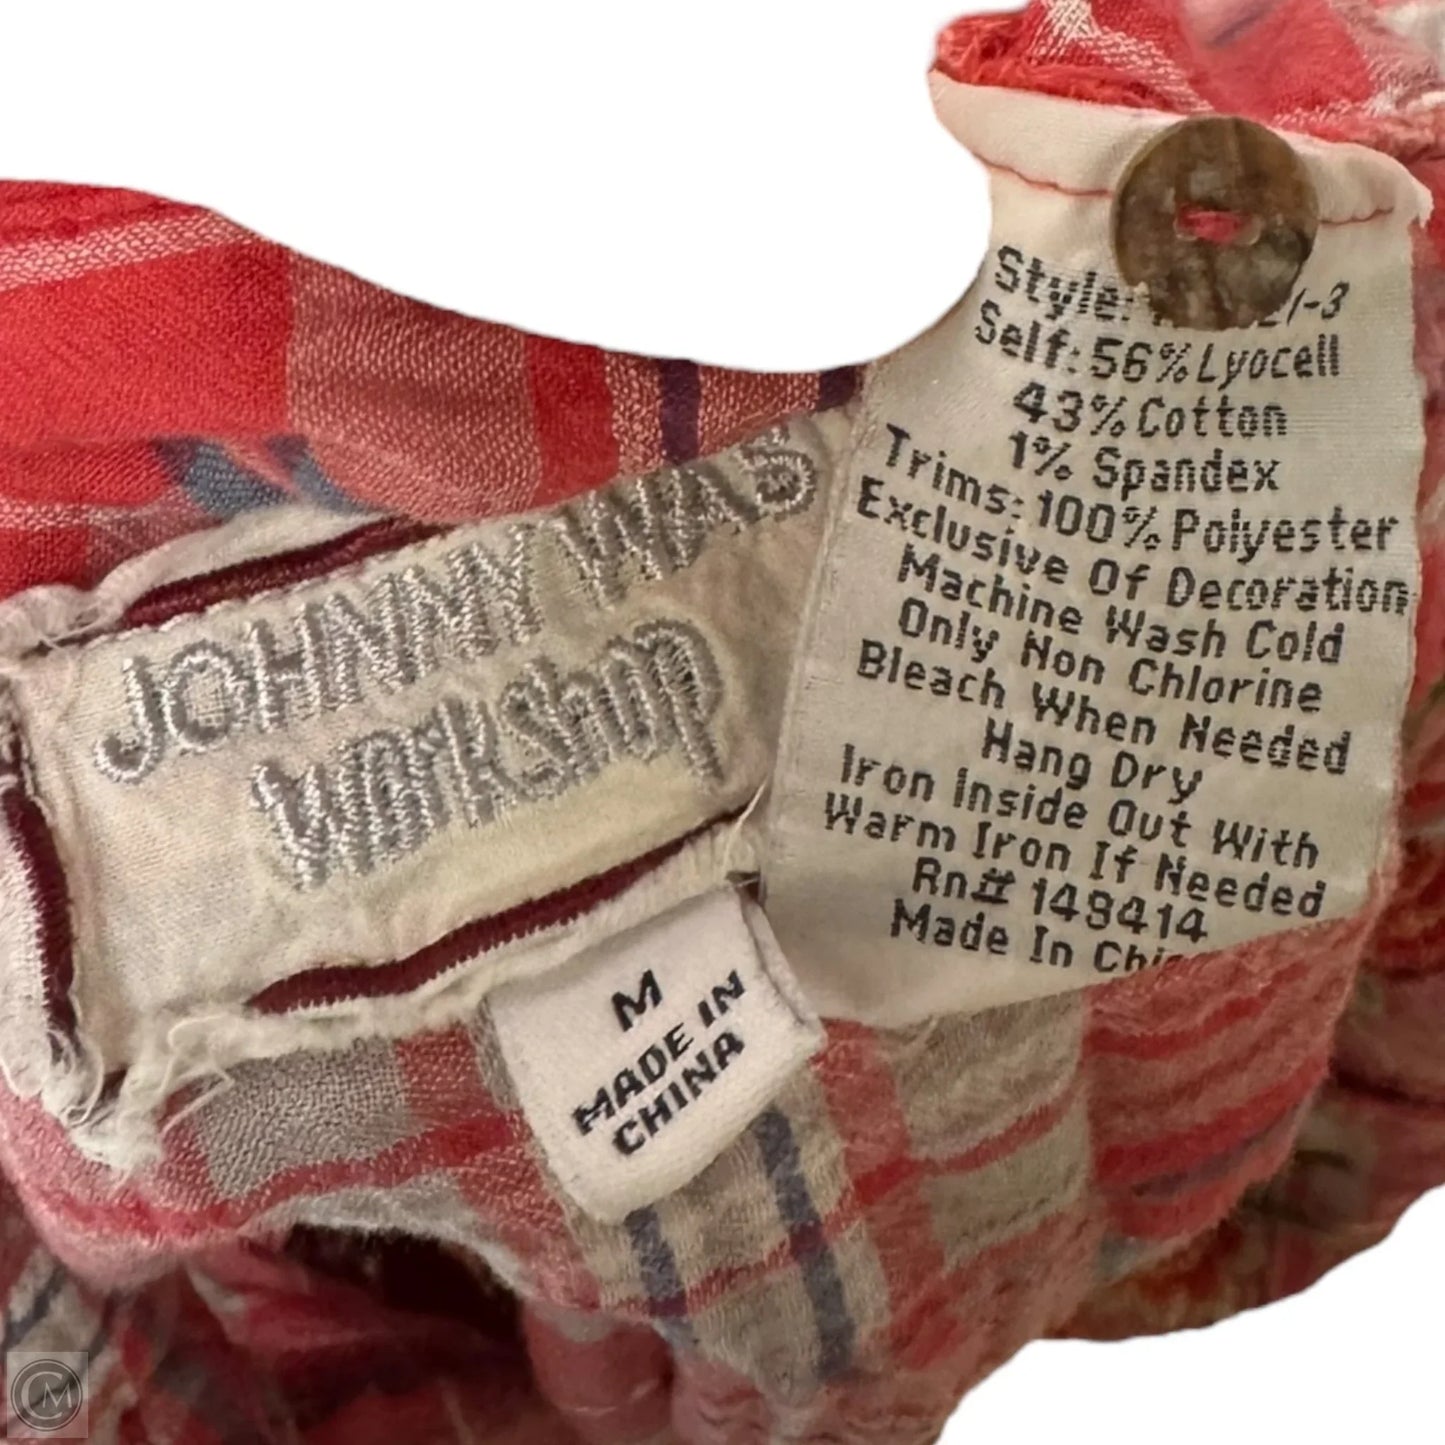 JOHNNY WAS
WORKSHOP
M
MADE IN
CHINA
Style:
Self: 56% Lyocell
43% Cotton
1% Spandex
Trims: 100% Polyester
Exclusive Of Decoration
Machine Wash Cold
Only Non Chlorine
Bleach When Needed
Hang Dry
Iron Inside Out With
Warm Iron If Needed
Rn# 149414
Made In
CM